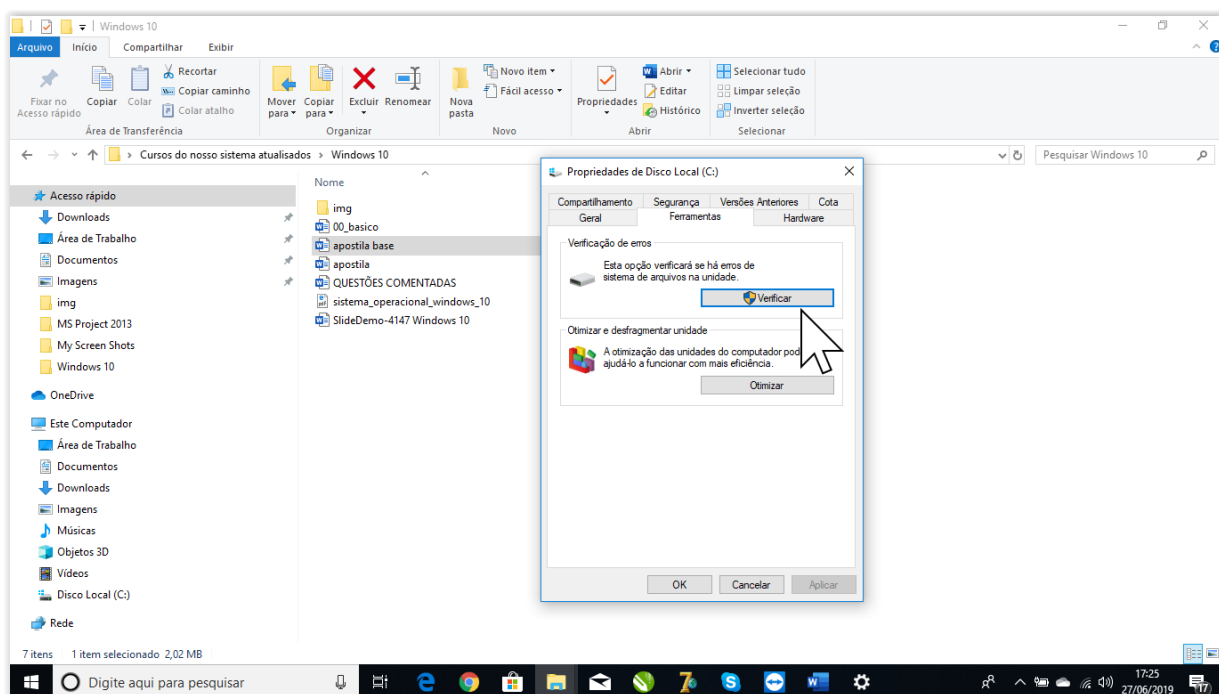 Windows 10
Arquivo Início Compartilhar Exibir
Fixar no
Acesso rápido
Copiar
Colar
Recortar
Copiar caminho
Colar atalho
Área de Transferência
Mover
para
Copiar
para
Excluir
Renomear
Organizar
Nova
pasta
Novo item
Fácil acesso
Novo
Propriedades
Abrir
Editar
Histórico
Abrir
Selecionar tudo
Limpar seleção
Inverter seleção
Selecionar
Cursos do nosso sistema atualisados > Windows 10
Pesquisar Windows 10
Acesso rápido
Downloads
Área de Trabalho
Documentos
Imagens
img
MS Project 2013
My Screen Shots
Windows 10
OneDrive
Este Computador
Área de Trabalho
Documentos
Downloads
Imagens
Músicas
Objetos 3D
Vídeos
Disco Local (C:)
Rede
Nome
img
00_basico
apostila base
apostila
QUESTÕES COMENTADAS
sistema_operacional_windows_10
SlideDemo-4147 Windows 10
Propriedades de Disco Local (C:)
Compartilhamento Segurança Versões Anteriores Cota
Geral Ferramentas Hardware
Verificação de erros
Esta opção verificará se há erros de
sistema de arquivos na unidade.
Verificar
Otimizar e desfragmentar unidade
A otimização das unidades do computador
ajudá-lo a funcionar com mais eficiência.
Otimizar
OK Cancelar Aplicar
7 itens 1 item selecionado 2,02 MB
Digite aqui para pesquisar
17:25
27/06/2019
17